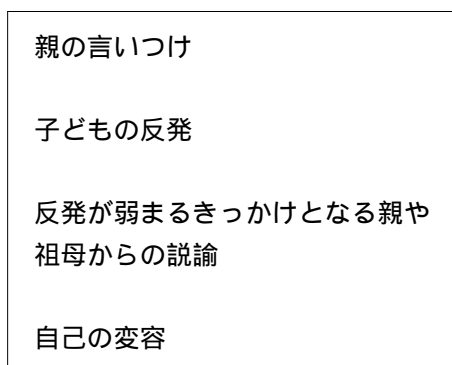 親の言いつけ
子どもの反発
反発が弱まるきっかけとなる親や
祖母からの説諭
自己の変容